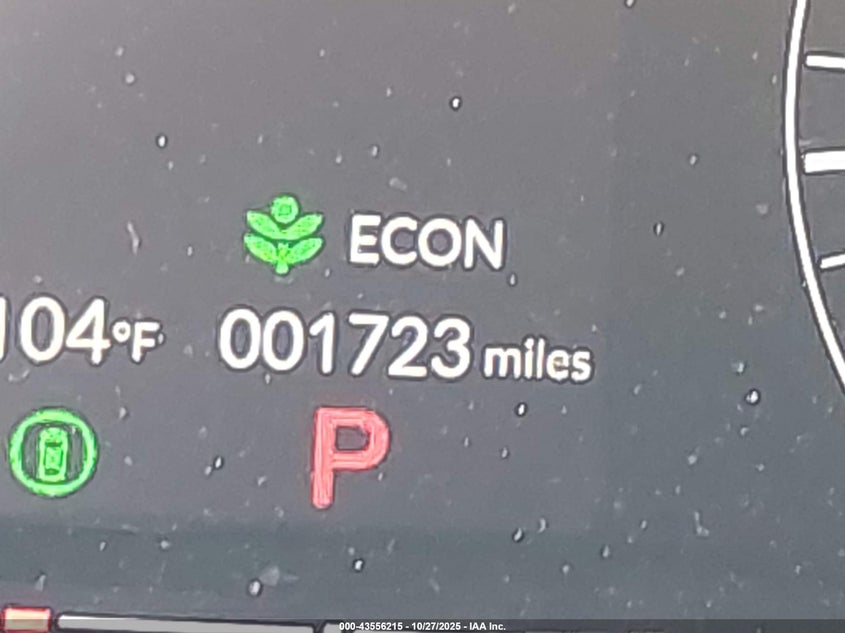 ECON
104°F 001723 miles
P
000-43556215 - 10/27/2025 - IAA Inc.